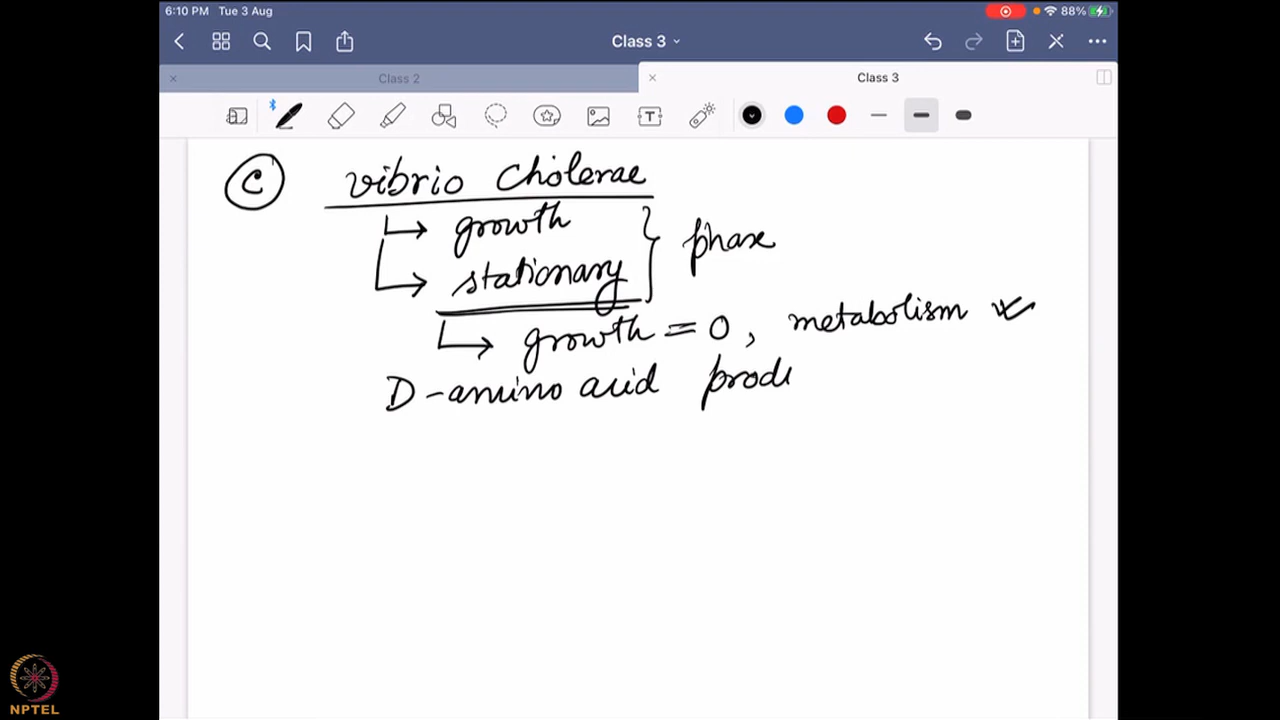 6:10 PM Tue 3 Aug 88%
Class 3
Class 2
Class 3
T
C vibrio cholerae
growth
stationary
phase
growth = 0, metabolism
D-amino acid prodi
NPTEL